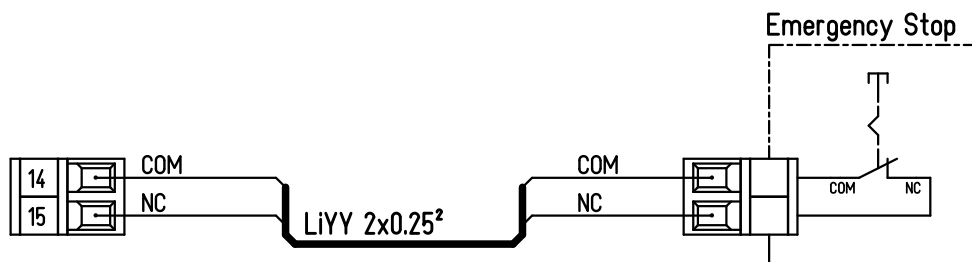 Emergency Stop
14 COM COM
COM NC
15 NC NC
LiYY 2x0.25²